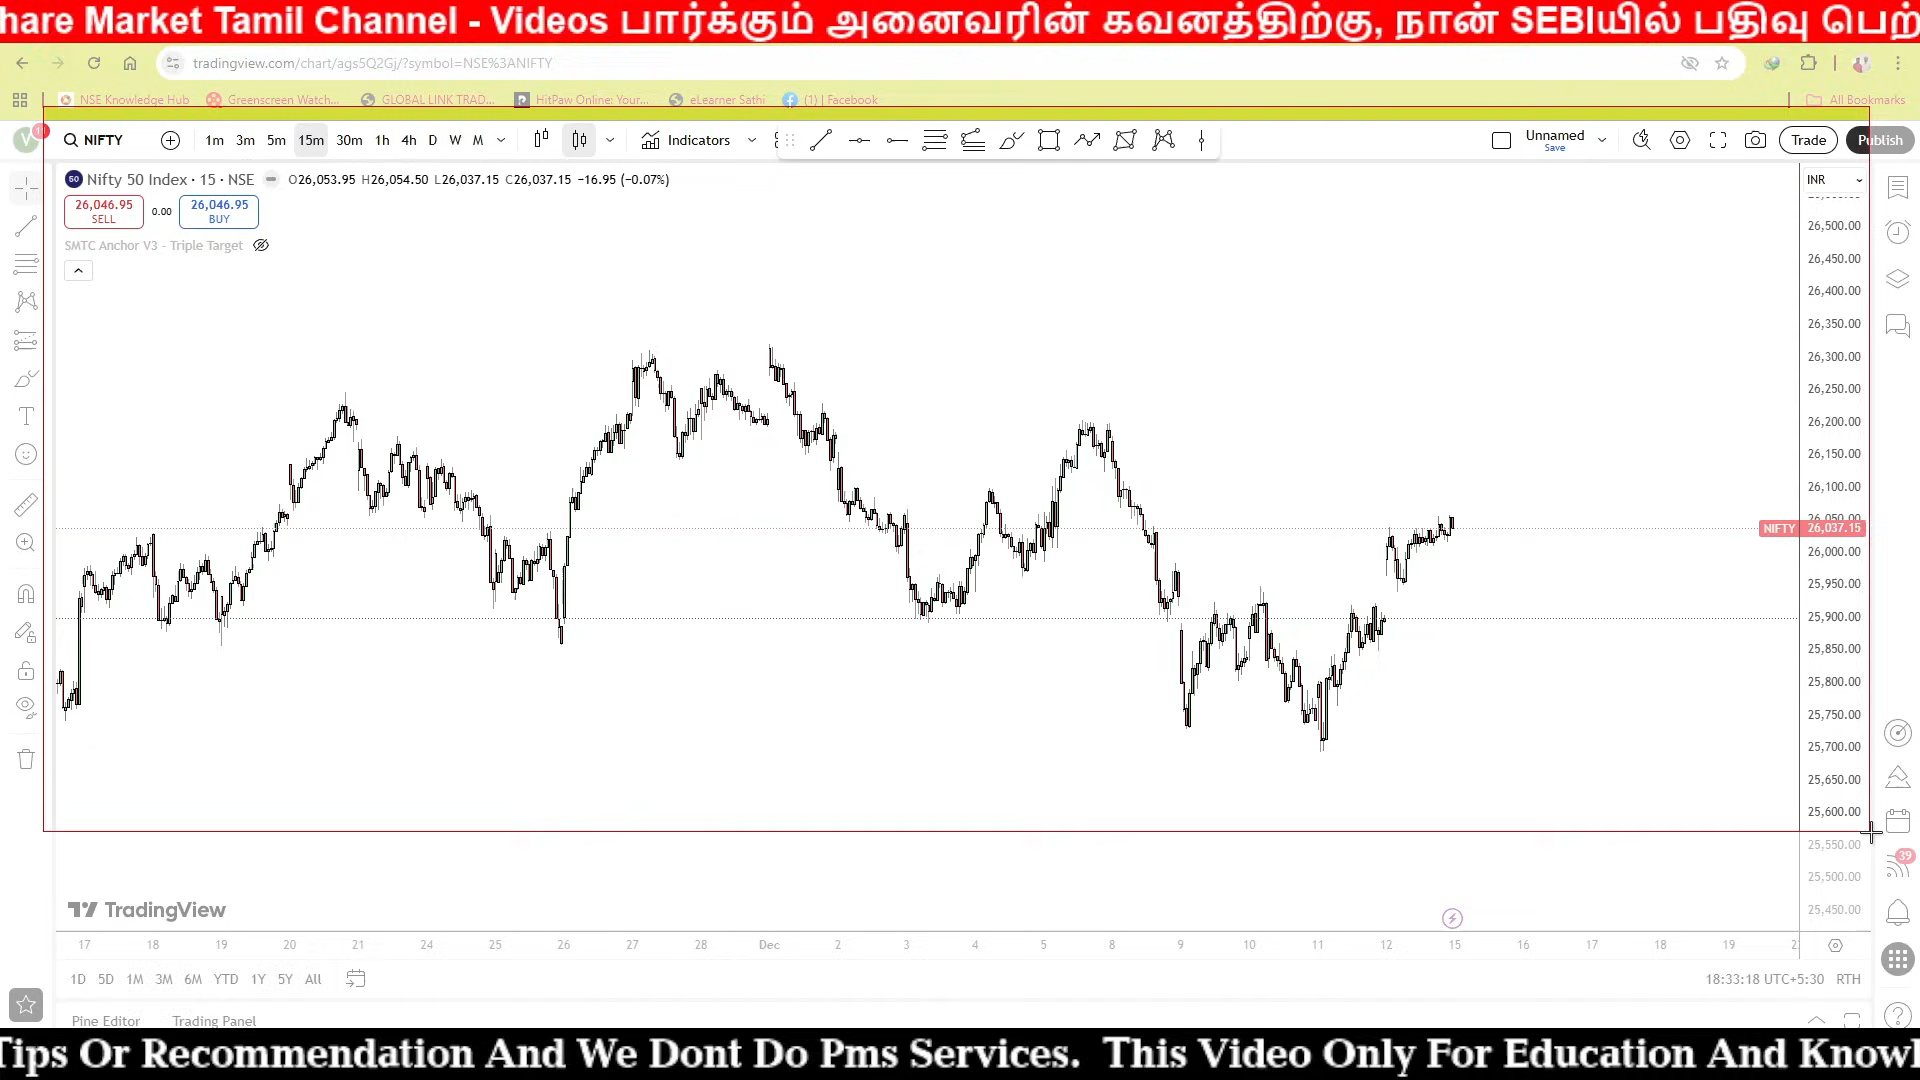 hare Market Tamil Channel - Videos பார்க்கும் அனைவரின் கவனத்திற்கு, நான் SEBIயில் பதிவு பெற்
tradingview.com/chart/ags5Q2Gj/?symbol=NSE%3ANIFTY
NSE Knowledge Hub Greenscreen Watch... GLOBAL LINK TRAD... HitPaw Online: Your... eLearner Sathi (1) | Facebook All Bookmarks
V 11 NIFTY 1m 3m 5m 15m 30m 1h 4h D W M Indicators Unnamed Save Trade Publish
50 Nifty 50 Index · 15 · NSE O26,053.95 H26,054.50 L26,037.15 C26,037.15 −16.95 (−0.07%) INR
26,046.95 SELL 0.00 26,046.95 BUY
26,500.00
SMTC Anchor V3 - Triple Target
26,450.00
26,400.00
26,350.00
26,300.00
26,250.00
26,200.00
26,150.00
26,100.00
26,050.00
NIFTY 26,037.15
26,000.00
25,950.00
25,900.00
25,850.00
25,800.00
25,750.00
25,700.00
25,650.00
25,600.00
25,550.00
39
25,500.00
25,450.00
TradingView
17 18 19 20 21 24 25 26 27 28 Dec 2 3 4 5 8 9 10 11 12 15 16 17 18 19
1D 5D 1M 3M 6M YTD 1Y 5Y All 18:33:18 UTC+5:30 RTH
Pine Editor Trading Panel
Tips Or Recommendation And We Dont Do Pms Services. This Video Only For Education And Knowl